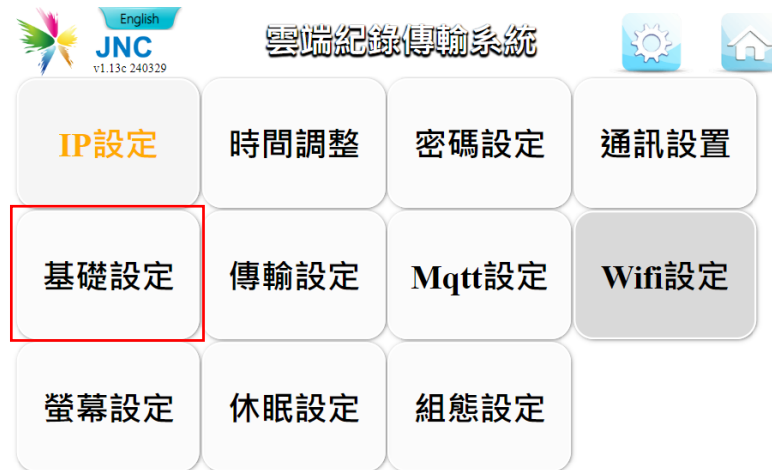 English
JNC
v1.13c 240329
雲端紀錄傳輸系統
IP設定
時間調整
密碼設定
通訊設置
基礎設定
傳輸設定
Mqtt設定
Wifi設定
螢幕設定
休眠設定
組態設定